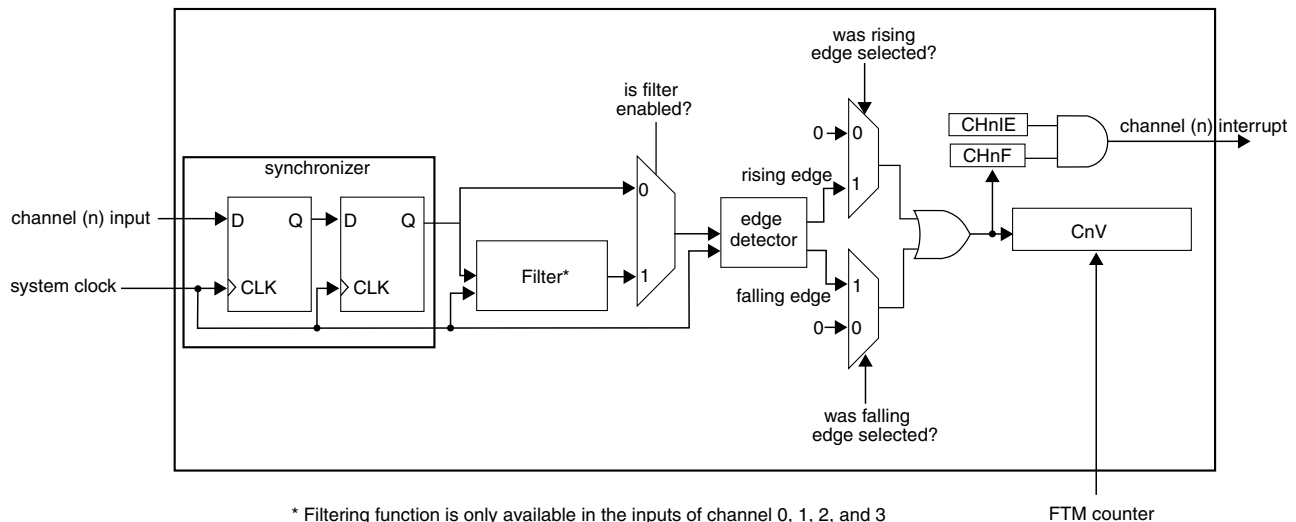 was rising
edge selected?
is filter
enabled?
0
0
CHnIE
channel (n) interrupt
CHnF
synchronizer
rising edge
1
0
channel (n) input
D
Q
D
Q
edge
detector
CnV
Filter*
1
system clock
CLK
CLK
falling edge
1
0
0
was falling
edge selected?
* Filtering function is only available in the inputs of channel 0, 1, 2, and 3
FTM counter